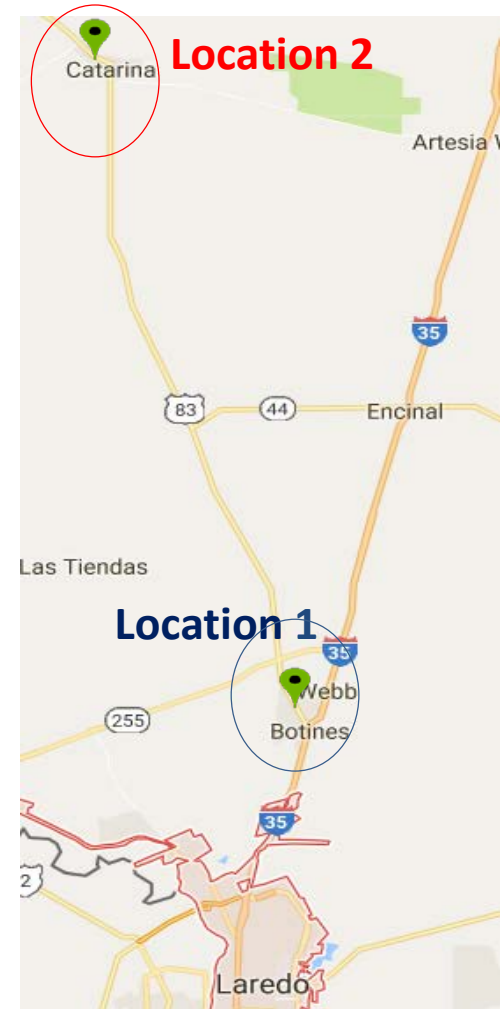 Location 2
Catarina
Artesia W
35
83
44
Encinal
Las Tiendas
Location 1
35
Webb
255
Botines
35
2
Laredo